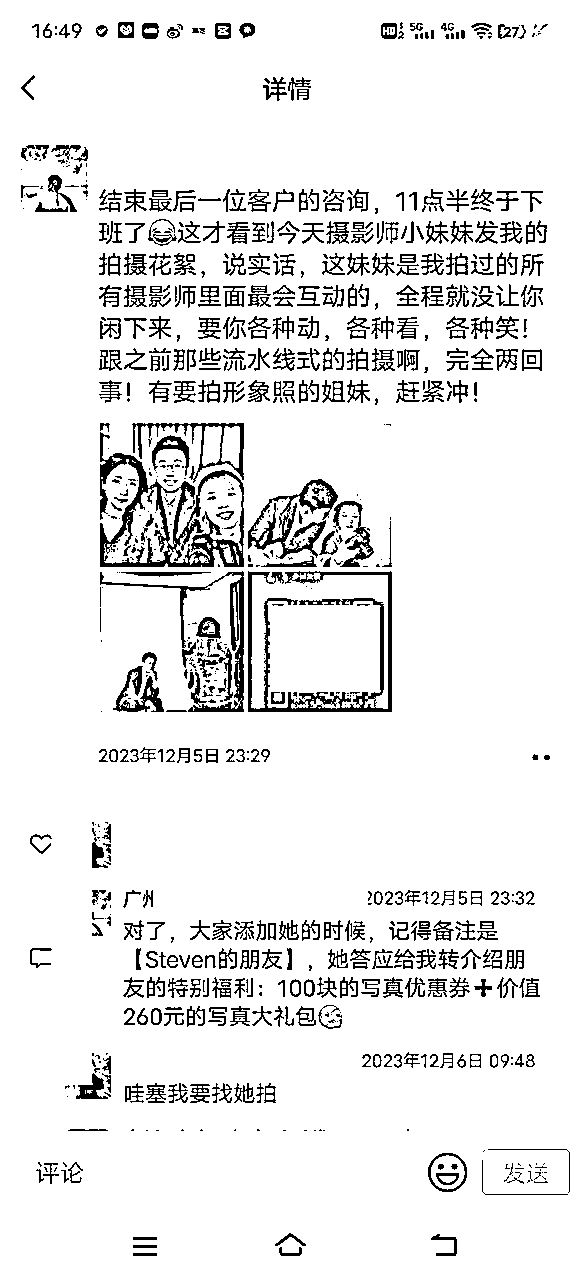 16:49
HD 5G 4G 27
详情
结束最后一位客户的咨询，11点半终于下
班了😂这才看到今天摄影师小妹妹发我的
拍摄花絮，说实话，这妹妹是我拍过的所
有摄影师里面最会互动的，全程就没让你
闲下来，要你各种动，各种看，各种笑！
跟之前那些流水线式的拍摄啊，完全两回
事！有要拍形象照的姐妹，赶紧冲！
2023年12月5日 23:29
广州 2023年12月5日 23:32
对了，大家添加她的时候，记得备注是
【Steven的朋友】，她答应给我转介绍朋
友的特别福利：100块的写真优惠券➕价值
260元的写真大礼包😘
2023年12月6日 09:48
哇塞我要找她拍
评论
发送